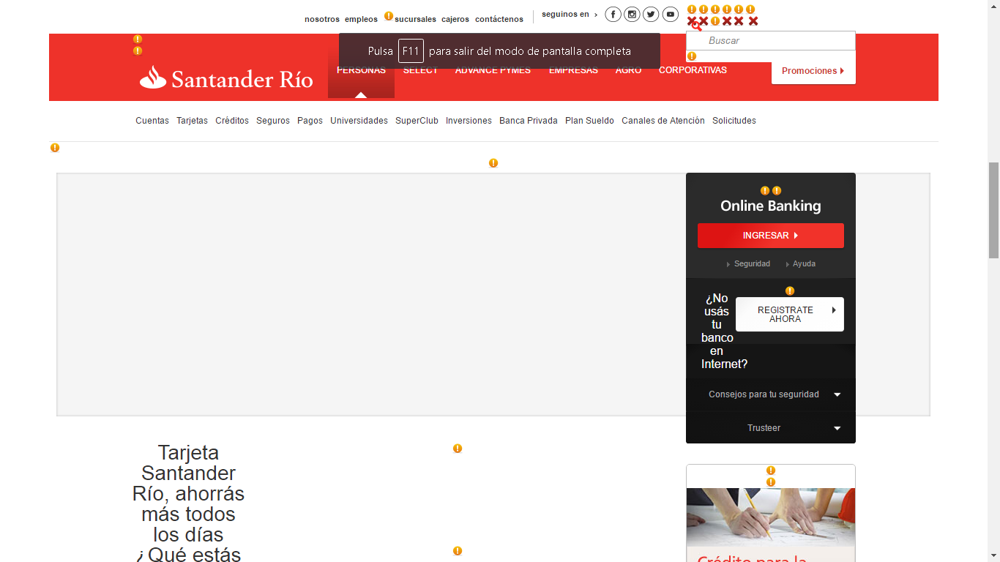 nosotros empleos sucursales cajeros contáctenos seguinos en
Buscar
Pulsa F11 para salir del modo de pantalla completa
Santander Río
PERSONAS SELECT ADVANCE PYMES EMPRESAS AGRO CORPORATIVAS
Promociones
Cuentas Tarjetas Créditos Seguros Pagos Universidades SuperClub Inversiones Banca Privada Plan Sueldo Canales de Atención Solicitudes
Online Banking
INGRESAR
Seguridad Ayuda
¿No
usás
tu
banco
en
Internet?
REGISTRATE
AHORA
Consejos para tu seguridad
Trusteer
Tarjeta
Santander
Río, ahorrás
más todos
los días
¿Qué estás
Crédito para la